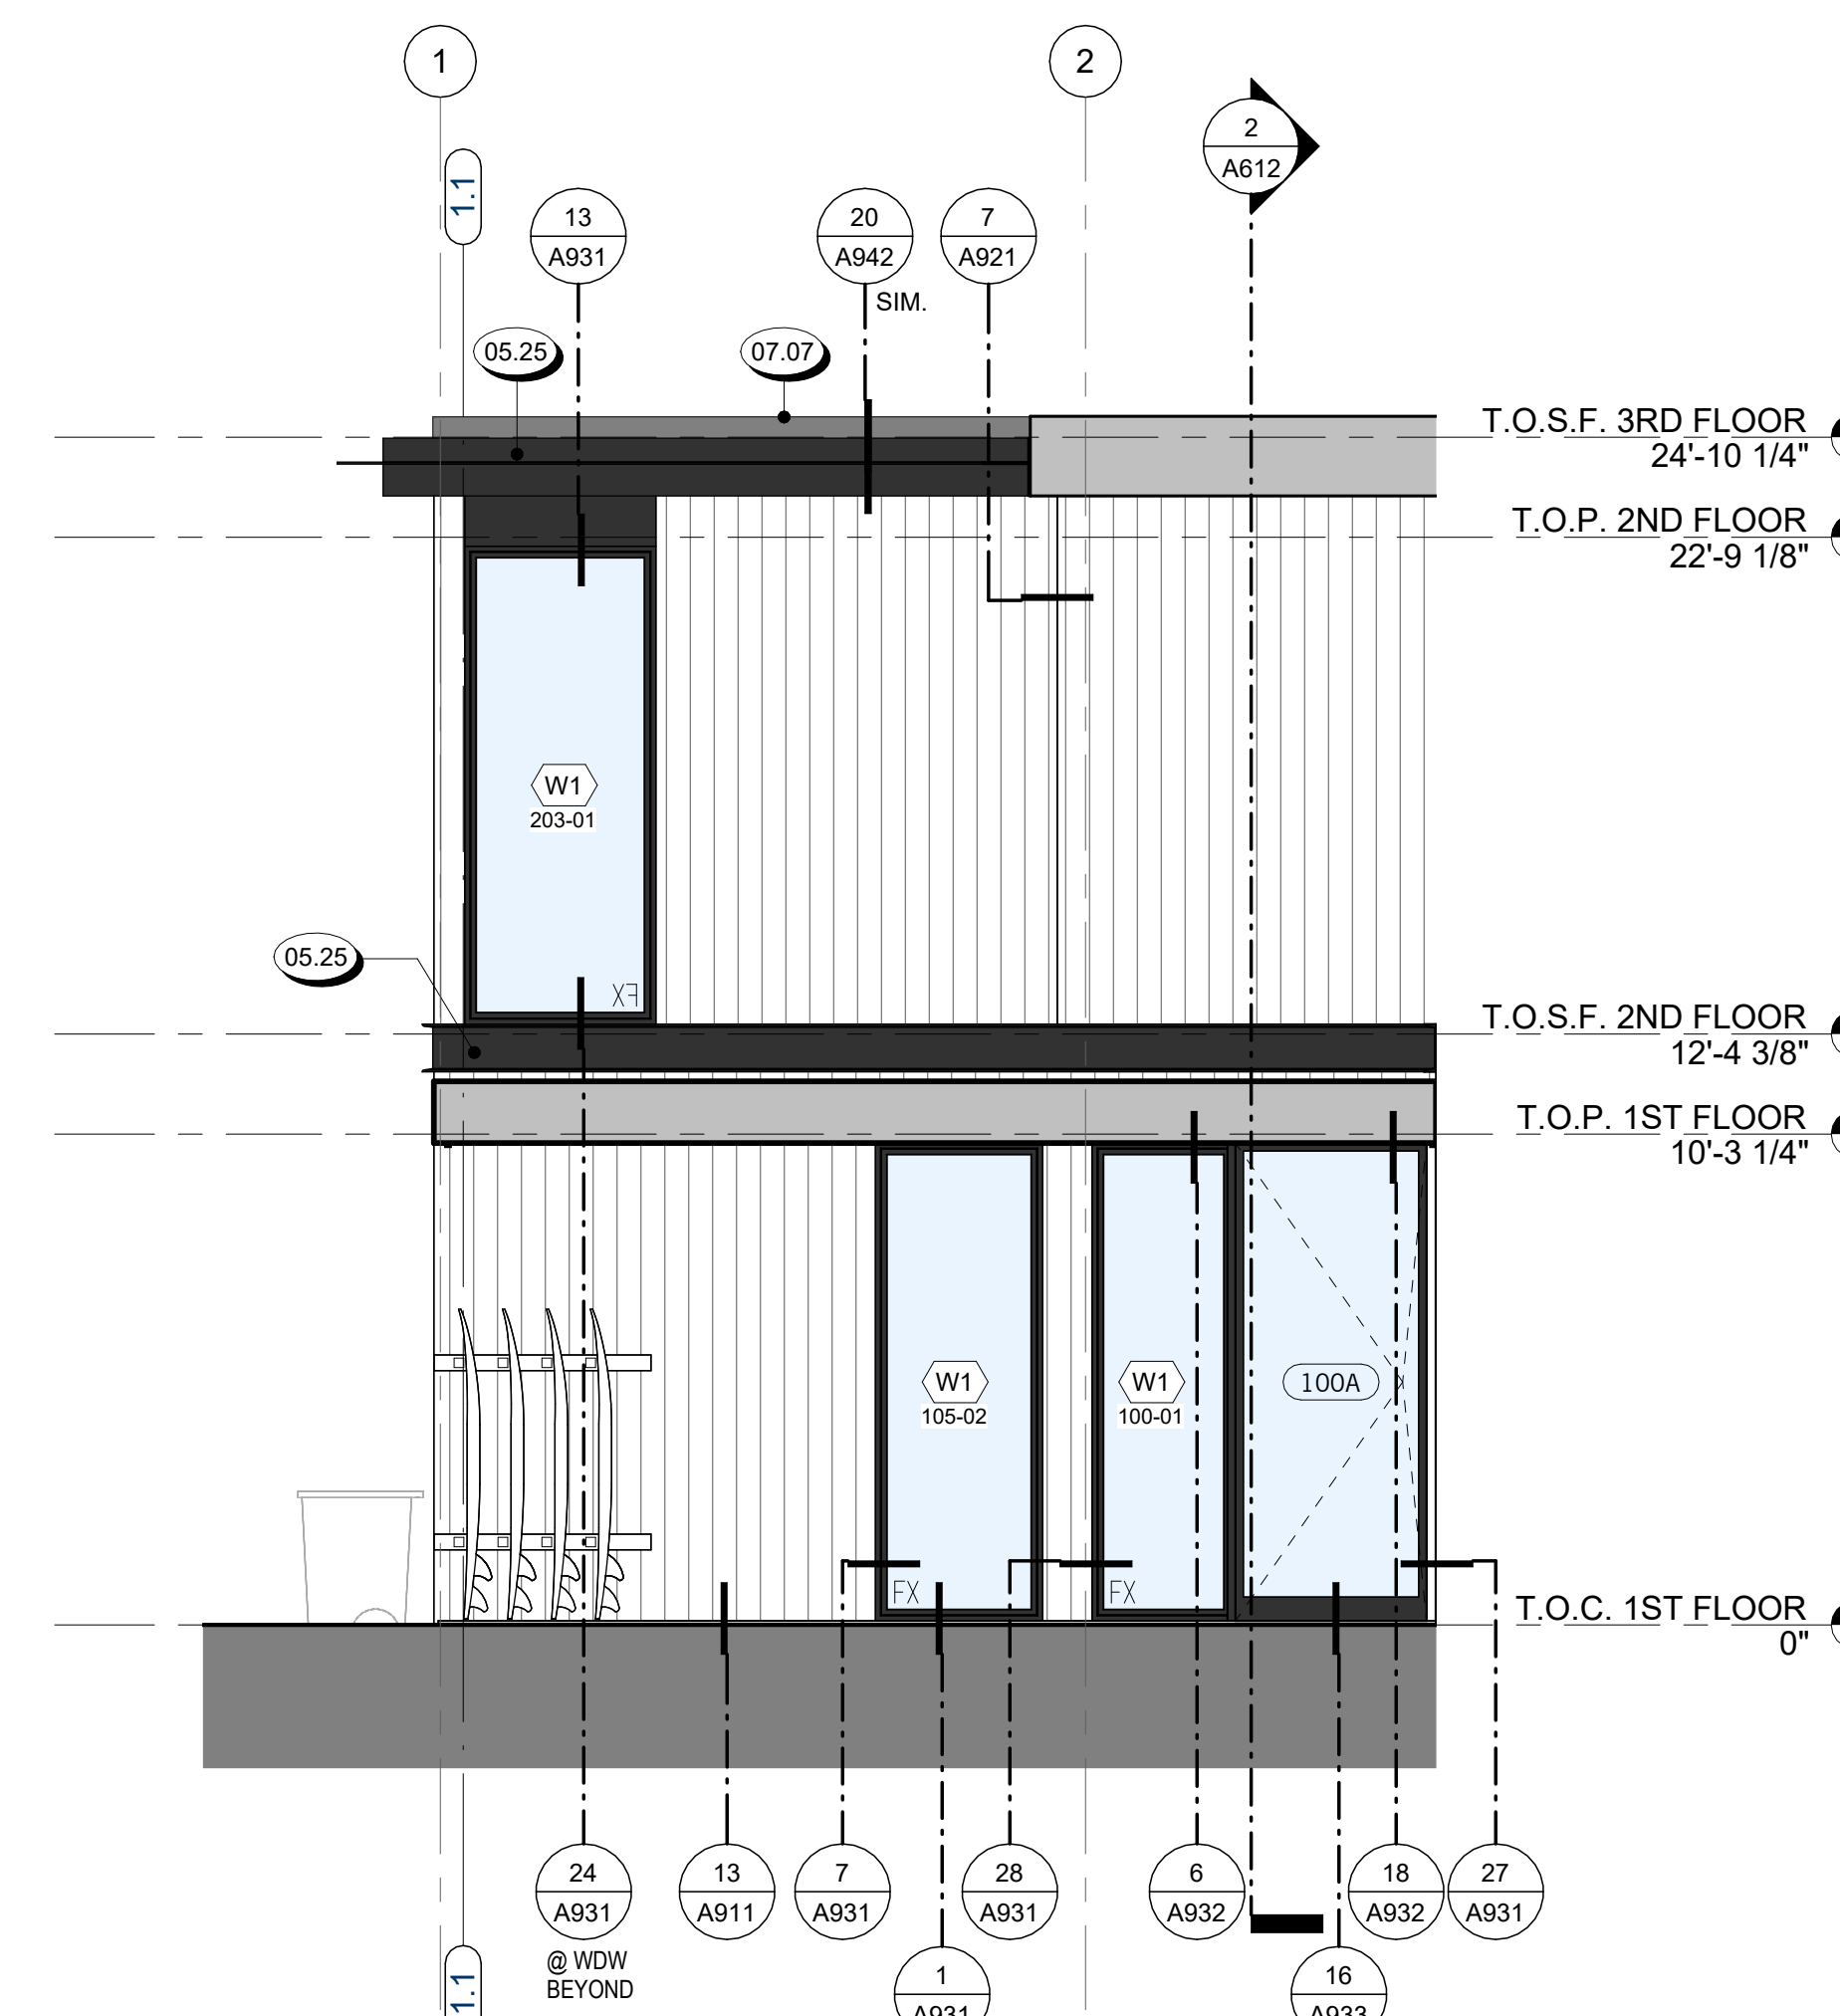 1
2
2
A612
1.1
13
A931
20
A942
SIM.
7
A921
05.25
07.07
T.O.S.F. 3RD FLOOR
24'-10 1/4"
T.O.P. 2ND FLOOR
22'-9 1/8"
W1
203-01
05.25
FX
T.O.S.F. 2ND FLOOR
12'-4 3/8"
T.O.P. 1ST FLOOR
10'-3 1/4"
W1
105-02
W1
100-01
100A
FX
FX
T.O.C. 1ST FLOOR
0"
24
A931
@ WDW
BEYOND
13
A911
7
A931
28
A931
6
A932
18
A932
27
A931
1.1
1
A931
16
A933